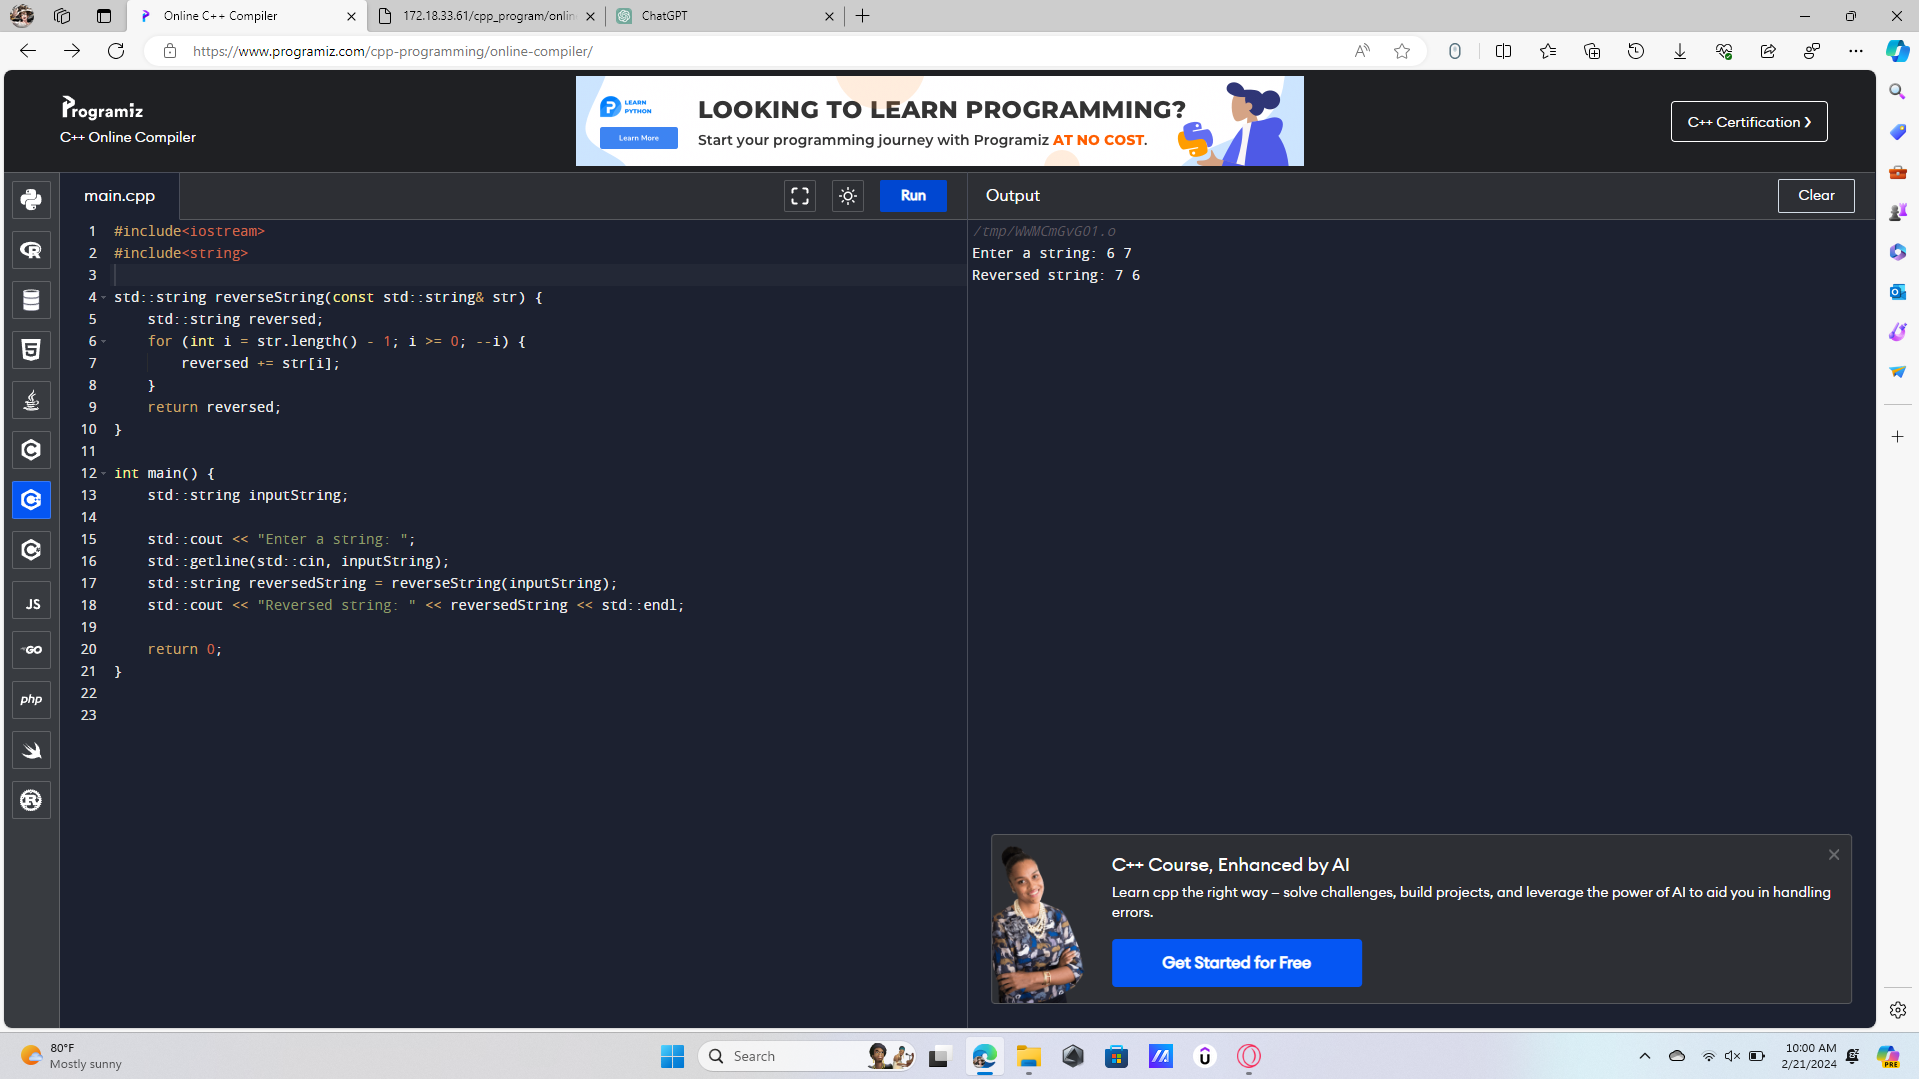 Online C++ Compiler
172.18.33.61/cpp_program/onlin
ChatGPT
https://www.programiz.com/cpp-programming/online-compiler/
Programiz
C++ Online Compiler
LEARN
PYTHON
Learn More
LOOKING TO LEARN PROGRAMMING?
Start your programming journey with Programiz AT NO COST.
C++ Certification ❯
main.cpp
Run
Output
Clear
1 #include<iostream>
2 #include<string>
3
4 std::string reverseString(const std::string& str) {
5     std::string reversed;
6     for (int i = str.length() - 1; i >= 0; --i) {
7         reversed += str[i];
8     }
9     return reversed;
10 }
11
12 int main() {
13     std::string inputString;
14
15     std::cout << "Enter a string: ";
16     std::getline(std::cin, inputString);
17     std::string reversedString = reverseString(inputString);
18     std::cout << "Reversed string: " << reversedString << std::endl;
19
20     return 0;
21 }
22
23
/tmp/WWMCmGvGO1.o
Enter a string: 6 7
Reversed string: 7 6
JS
GO
php
C++ Course, Enhanced by AI
Learn cpp the right way – solve challenges, build projects, and leverage the power of AI to aid you in handling
errors.
Get Started for Free
80°F
Mostly sunny
Search
10:00 AM
2/21/2024
PRE